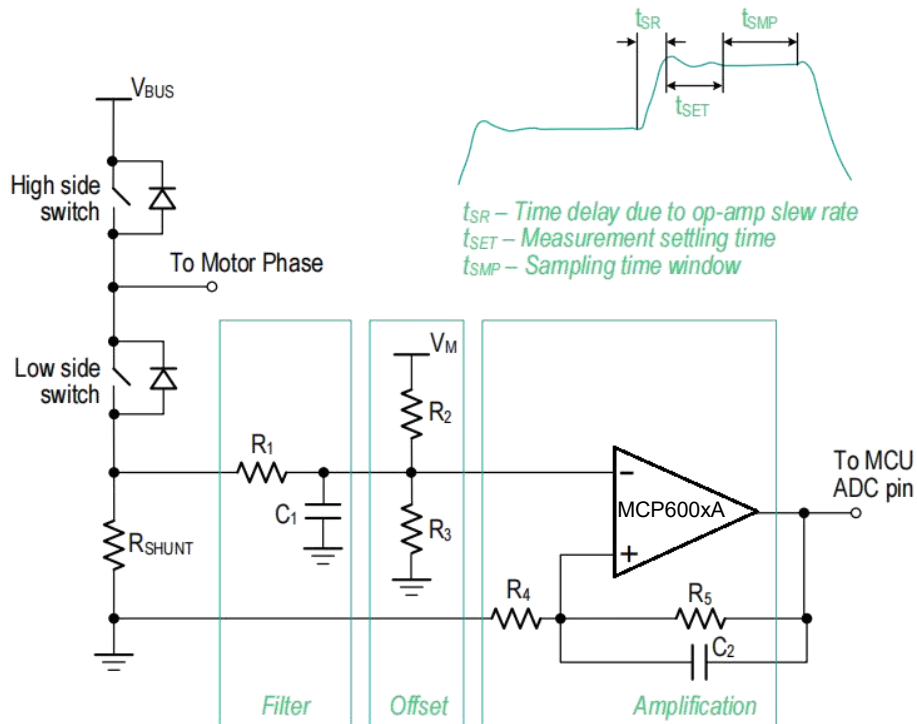 tSR
tSMP
tSET
VBUS
High side
switch
tSR – Time delay due to op-amp slew rate
tSET – Measurement settling time
tSMP – Sampling time window
To Motor Phase
Low side
switch
VM
R2
R1
C1
R3
RSHUNT
−
MCP600xA
+
To MCU
ADC pin
R4
R5
C2
Filter
Offset
Amplification